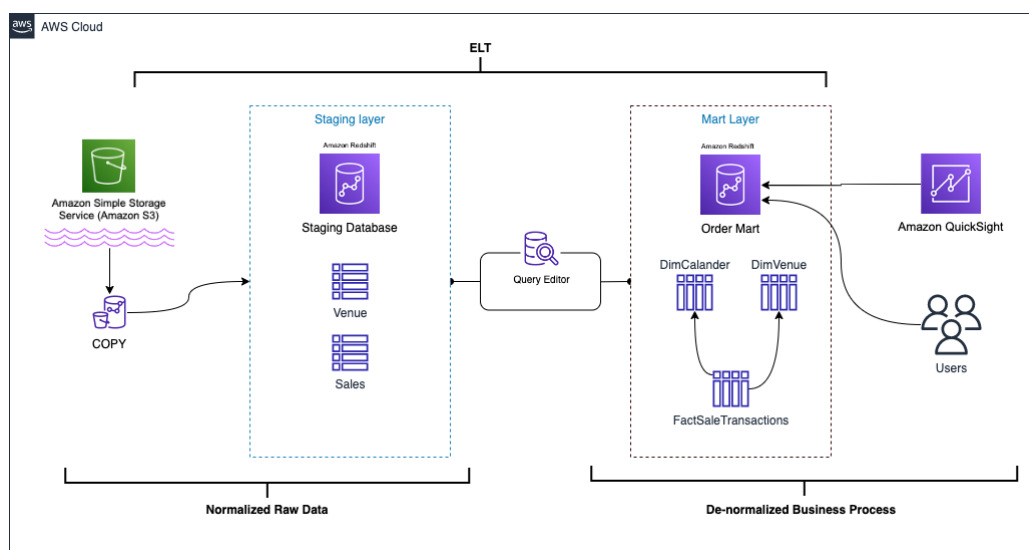 aws
AWS Cloud
ELT
Staging layer
Amazon Redshift
Staging Database
Venue
Sales
Mart Layer
Amazon Redshift
Order Mart
DimCalander
DimVenue
FactSaleTransactions
Amazon Simple Storage
Service (Amazon S3)
COPY
Query Editor
Amazon QuickSight
Users
Normalized Raw Data
De-normalized Business Process